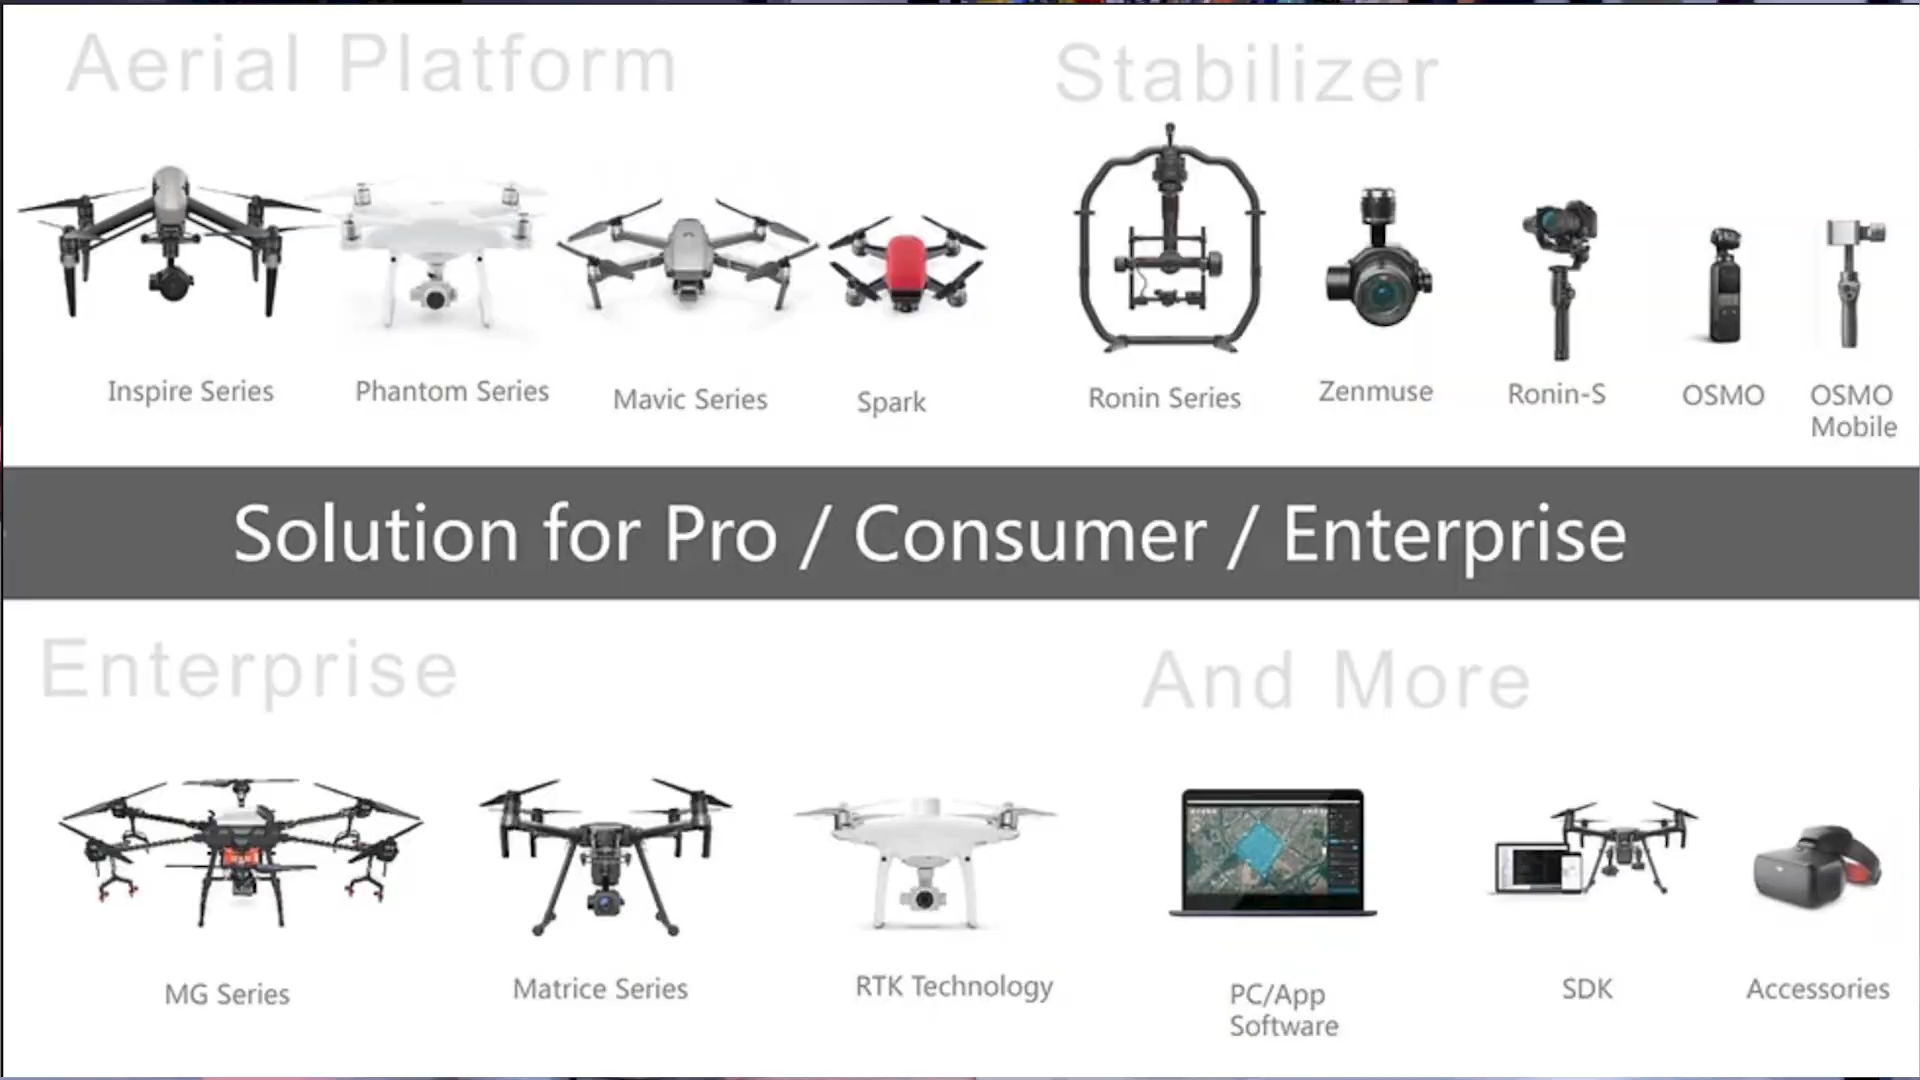 Aerial Platform
Stabilizer
Inspire Series
Phantom Series
Mavic Series
Spark
Ronin Series
Zenmuse
Ronin-S
OSMO
OSMO
Mobile
Solution for Pro / Consumer / Enterprise
Enterprise
And More
MG Series
Matrice Series
RTK Technology
PC/App
Software
SDK
Accessories